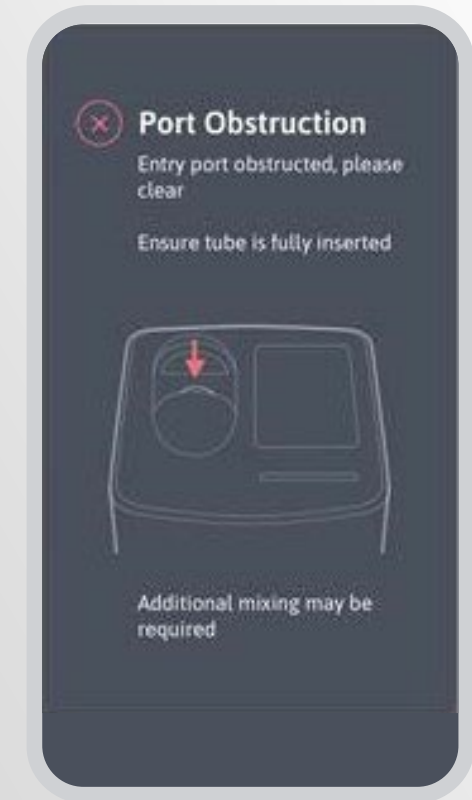 Port Obstruction
Entry port obstructed, please
clear
Ensure tube is fully inserted
Additional mixing may be
required